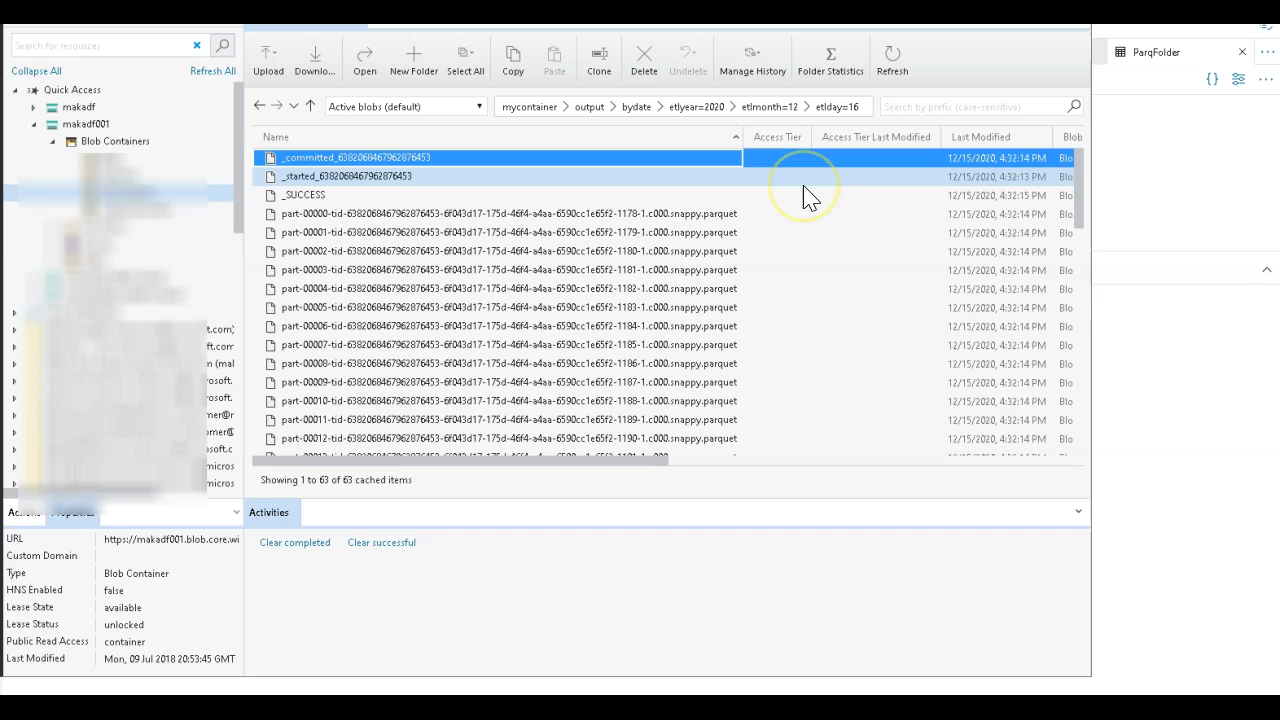 Search for resources
Collapse All Refresh All
Quick Access
makadf
makadf001
Blob Containers
t.com)
ft.com
(mal
rosoft.
osoft.
mer@r
omer@
osoft.c
micros
micros
Properties
URL https://makadf001.blob.core.wi
Custom Domain
Type Blob Container
HNS Enabled false
Lease State available
Lease Status unlocked
Public Read Access container
Last Modified Mon, 09 Jul 2018 20:53:45 GMT
Upload Downlo... Open New Folder Select All Copy Paste Clone Delete Undelete Manage History Folder Statistics Refresh
Active blobs (default) mycontainer output bydate etlyear=2020 etlmonth=12 etlday=16 Search by prefix (case-sensitive)
Name Access Tier Access Tier Last Modified Last Modified Blob
_committed_6382068467962876453 12/15/2020, 4:32:14 PM Blo
_started_6382068467962876453 12/15/2020, 4:32:13 PM Blo
_SUCCESS 12/15/2020, 4:32:15 PM Blo
part-00000-tid-6382068467962876453-6f043d17-175d-46f4-a4aa-6590cc1e65f2-1178-1.c000.snappy.parquet 12/15/2020, 4:32:14 PM Blo
part-00001-tid-6382068467962876453-6f043d17-175d-46f4-a4aa-6590cc1e65f2-1179-1.c000.snappy.parquet 12/15/2020, 4:32:14 PM Blo
part-00002-tid-6382068467962876453-6f043d17-175d-46f4-a4aa-6590cc1e65f2-1180-1.c000.snappy.parquet 12/15/2020, 4:32:14 PM Blo
part-00003-tid-6382068467962876453-6f043d17-175d-46f4-a4aa-6590cc1e65f2-1181-1.c000.snappy.parquet 12/15/2020, 4:32:14 PM Blo
part-00004-tid-6382068467962876453-6f043d17-175d-46f4-a4aa-6590cc1e65f2-1182-1.c000.snappy.parquet 12/15/2020, 4:32:14 PM Blo
part-00005-tid-6382068467962876453-6f043d17-175d-46f4-a4aa-6590cc1e65f2-1183-1.c000.snappy.parquet 12/15/2020, 4:32:14 PM Blo
part-00006-tid-6382068467962876453-6f043d17-175d-46f4-a4aa-6590cc1e65f2-1184-1.c000.snappy.parquet 12/15/2020, 4:32:14 PM Blo
part-00007-tid-6382068467962876453-6f043d17-175d-46f4-a4aa-6590cc1e65f2-1185-1.c000.snappy.parquet 12/15/2020, 4:32:14 PM Blo
part-00008-tid-6382068467962876453-6f043d17-175d-46f4-a4aa-6590cc1e65f2-1186-1.c000.snappy.parquet 12/15/2020, 4:32:14 PM Blo
part-00009-tid-6382068467962876453-6f043d17-175d-46f4-a4aa-6590cc1e65f2-1187-1.c000.snappy.parquet 12/15/2020, 4:32:14 PM Blo
part-00010-tid-6382068467962876453-6f043d17-175d-46f4-a4aa-6590cc1e65f2-1188-1.c000.snappy.parquet 12/15/2020, 4:32:14 PM Blo
part-00011-tid-6382068467962876453-6f043d17-175d-46f4-a4aa-6590cc1e65f2-1189-1.c000.snappy.parquet 12/15/2020, 4:32:14 PM Blo
part-00012-tid-6382068467962876453-6f043d17-175d-46f4-a4aa-6590cc1e65f2-1190-1.c000.snappy.parquet 12/15/2020, 4:32:14 PM Blo
Showing 1 to 63 of 63 cached items
Activities
Clear completed Clear successful
ParqFolder